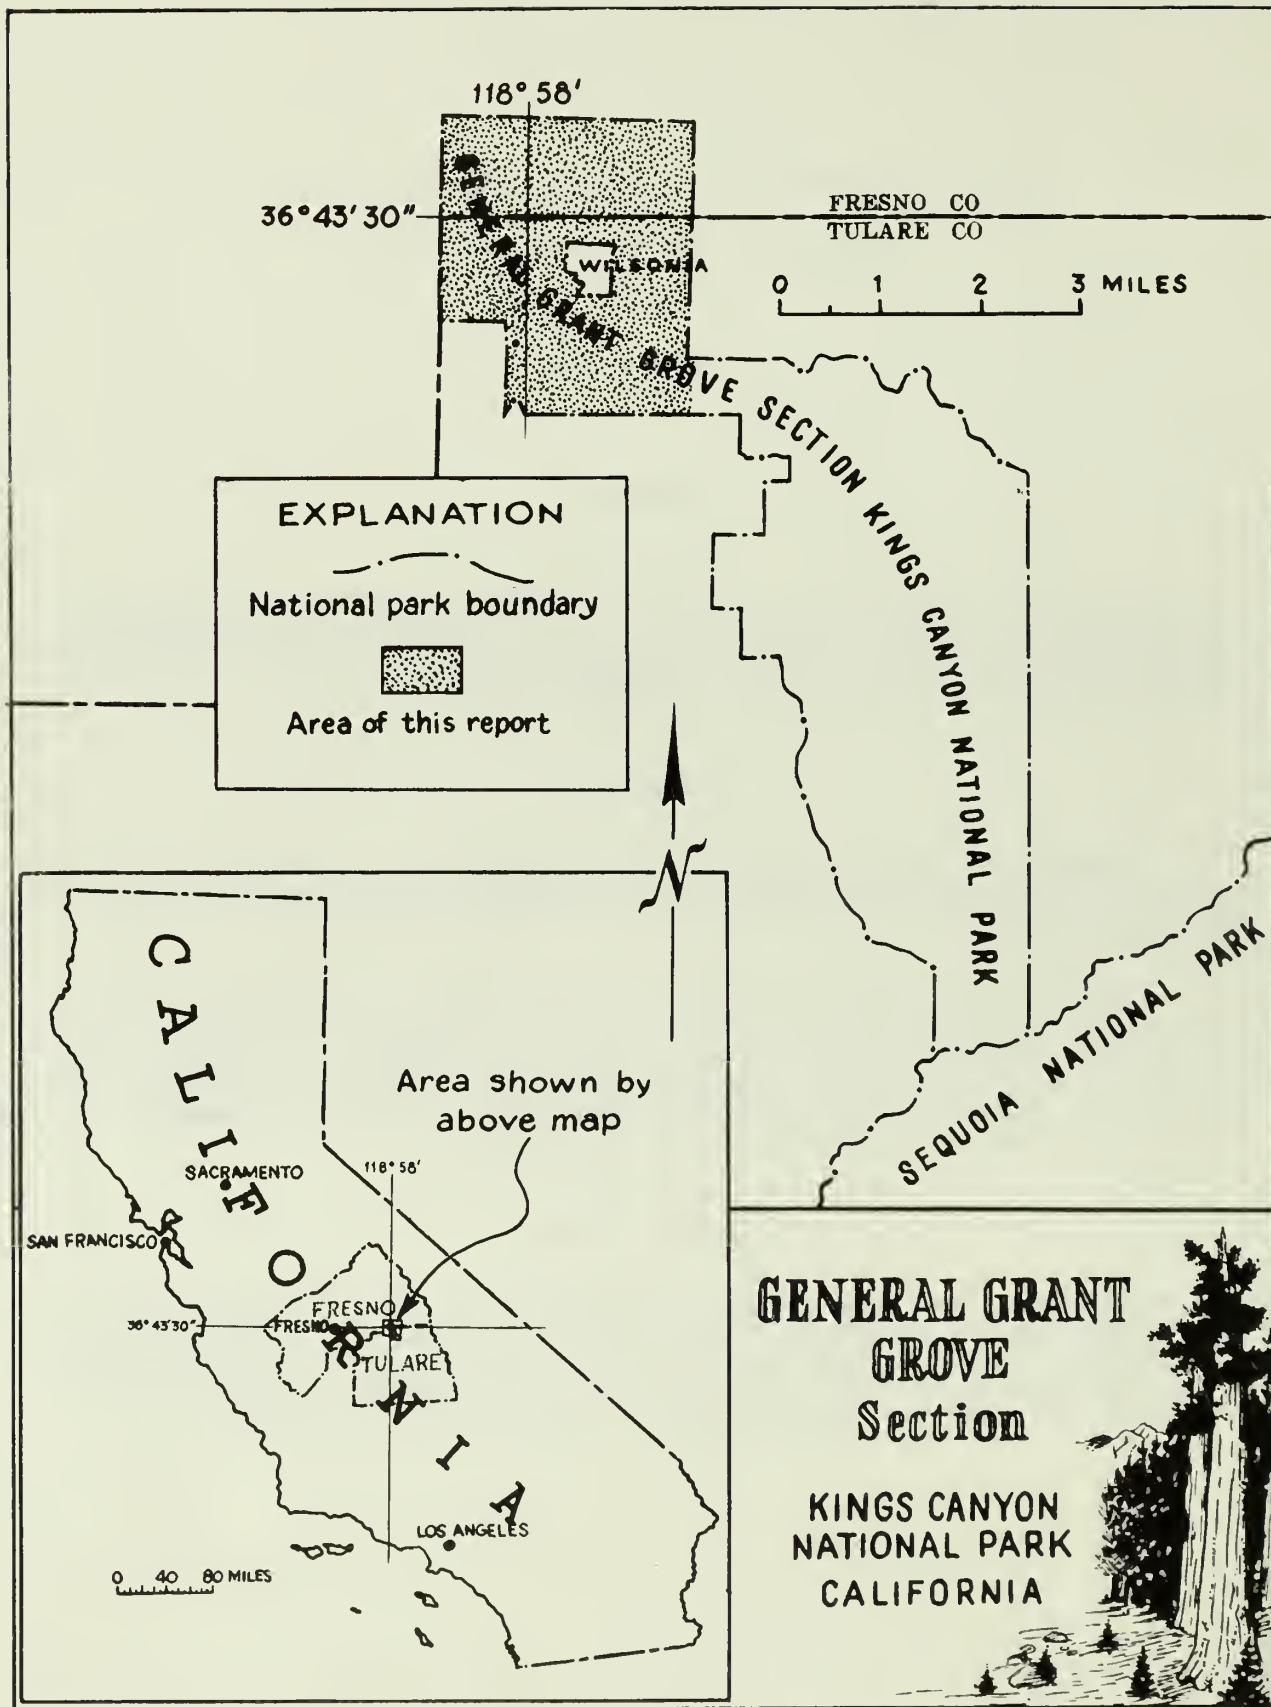 118° 58'
36° 43' 30"
FRESNO CO
TULARE CO
WILSONIA
0 1 2 3 MILES
GENERAL GRANT GROVE SECTION KINGS CANYON NATIONAL PARK
EXPLANATION
National park boundary
Area of this report
N
SEQUOIA NATIONAL PARK
CALIFORNIA
Area shown by
above map
118° 58'
SACRAMENTO
SAN FRANCISCO
36° 43' 30"
FRESNO
FRESNO
TULARE
LOS ANGELES
0 40 80 MILES
GENERAL GRANT
GROVE
Section
KINGS CANYON
NATIONAL PARK
CALIFORNIA